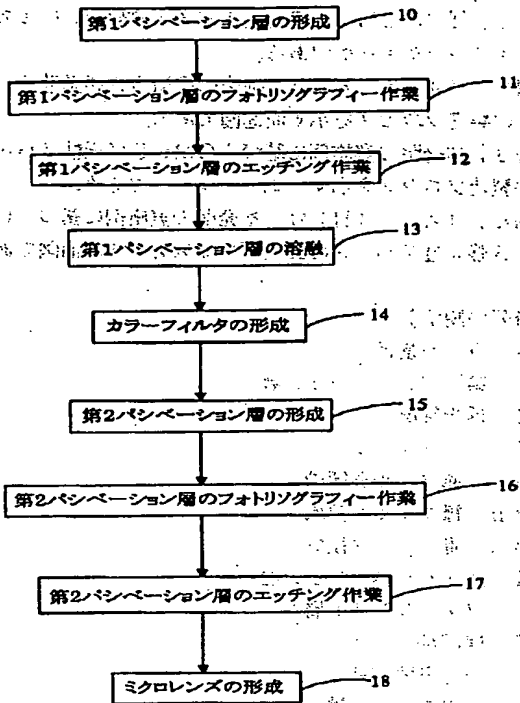 第1パシベーション層の形成 10
第1パシベーション層のフォトリソグラフィー作業 11
第1パシベーション層のエッチング作業 12
第1パシベーション層の溶融 13
カラーフィルタの形成 14
第2パシベーション層の形成 15
第2パシベーション層のフォトリソグラフィー作業 16
第2パシベーション層のエッチング作業 17
ミクロレンズの形成 18